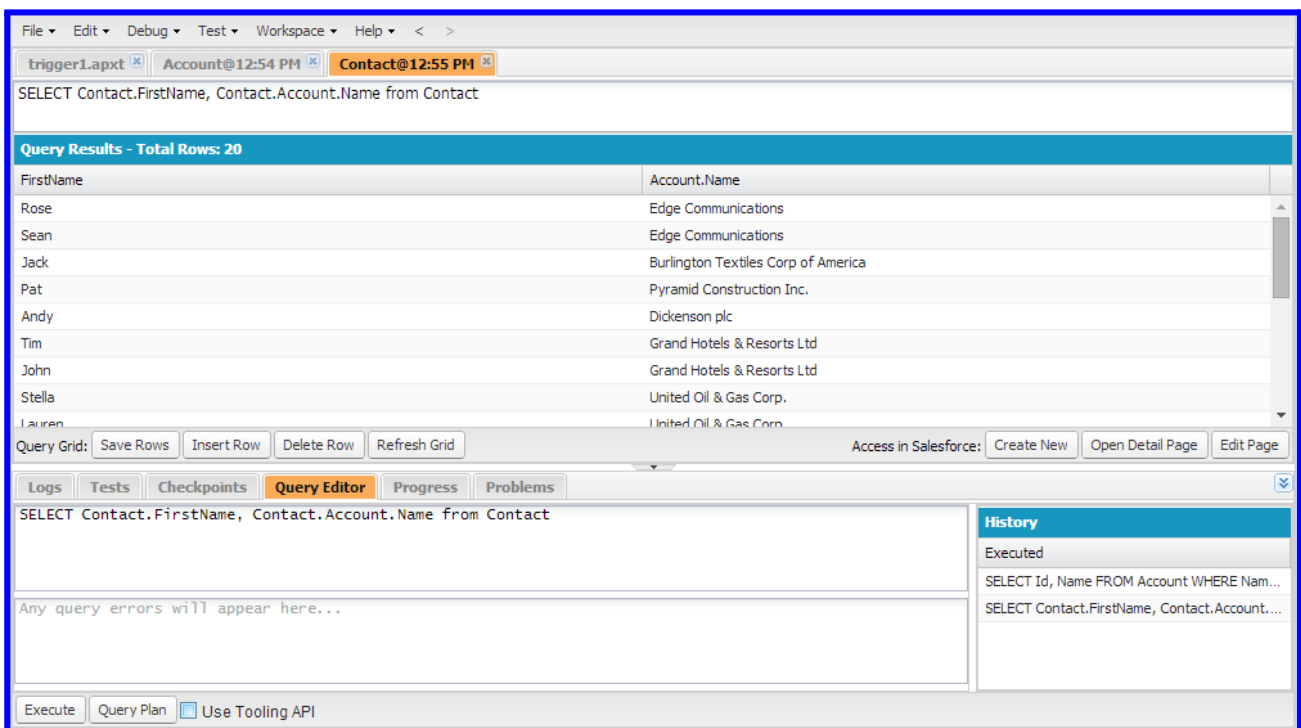 File Edit Debug Test Workspace Help < >
trigger1.apxt Account@12:54 PM Contact@12:55 PM
SELECT Contact.FirstName, Contact.Account.Name from Contact
Query Results - Total Rows: 20
FirstName Account.Name
Rose Edge Communications
Sean Edge Communications
Jack Burlington Textiles Corp of America
Pat Pyramid Construction Inc.
Andy Dickenson plc
Tim Grand Hotels & Resorts Ltd
John Grand Hotels & Resorts Ltd
Stella United Oil & Gas Corp.
Lauren United Oil & Gas Corp.
Query Grid: Save Rows Insert Row Delete Row Refresh Grid Access in Salesforce: Create New Open Detail Page Edit Page
Logs Tests Checkpoints Query Editor Progress Problems
SELECT Contact.FirstName, Contact.Account.Name from Contact
History
Executed
SELECT Id, Name FROM Account WHERE Nam...
SELECT Contact.FirstName, Contact.Account....
Any query errors will appear here...
Execute Query Plan Use Tooling API